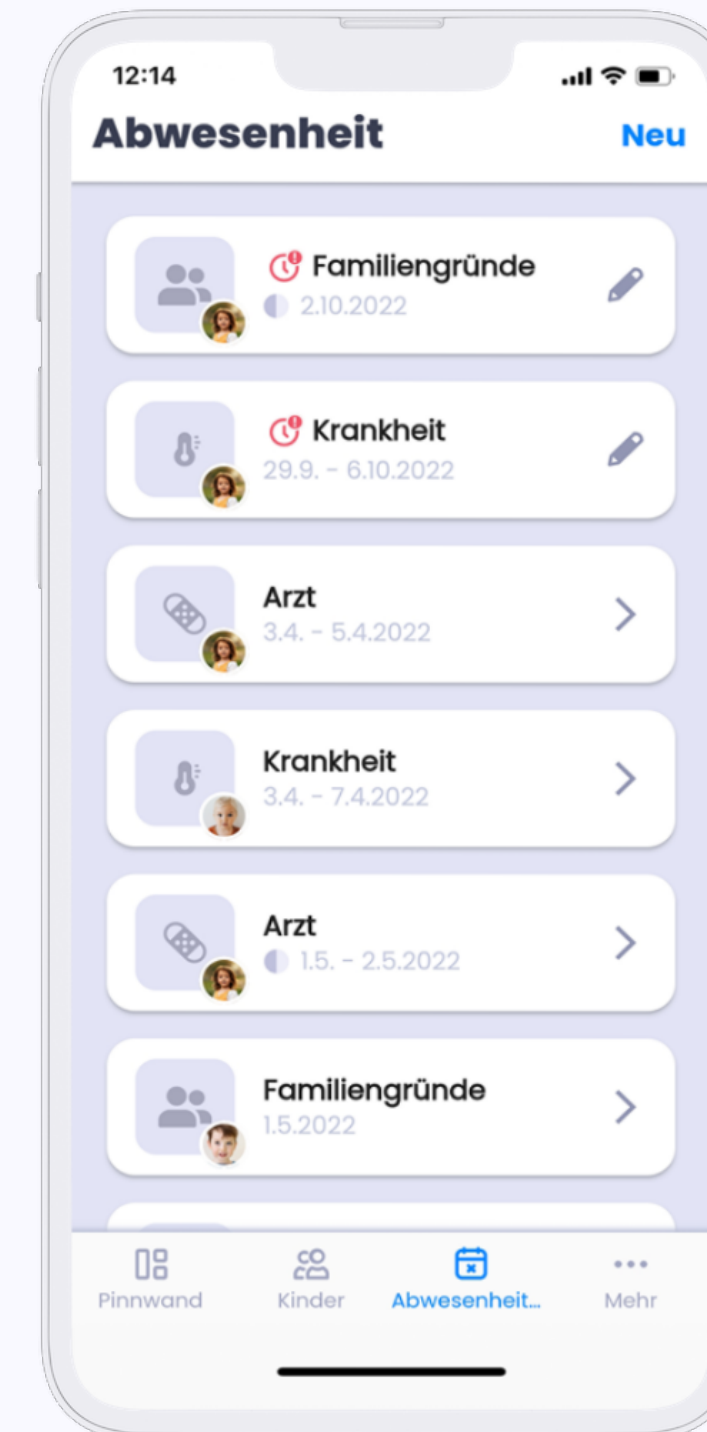 12:14
Abwesenheit
Neu
Familiengründe
2.10.2022
Krankheit
29.9. - 6.10.2022
Arzt
3.4. - 5.4.2022
Krankheit
3.4. - 7.4.2022
Arzt
1.5. - 2.5.2022
Familiengründe
1.5.2022
Pinnwand
Kinder
Abwesenheit...
Mehr